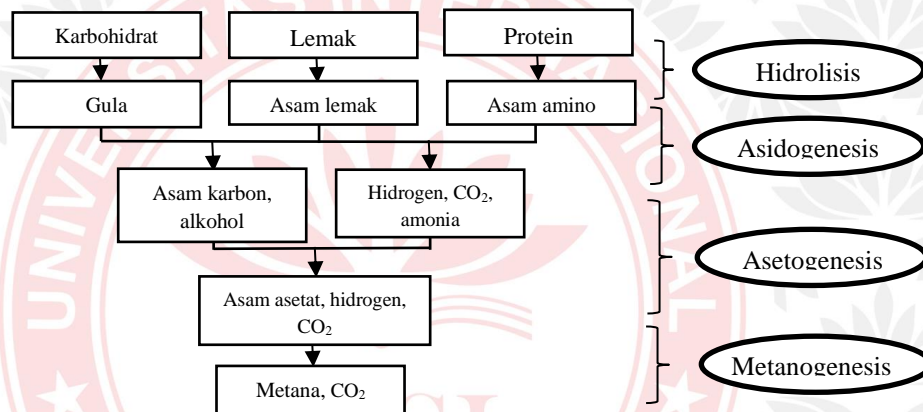 Karbohidrat
Lemak
Protein
Hidrolisis
Gula
Asam lemak
Asam amino
Asidogenesis
Asam karbon,
alkohol
Hidrogen, CO₂,
amonia
Asetogenesis
Asam asetat, hidrogen,
CO₂
Metanogenesis
Metana, CO₂